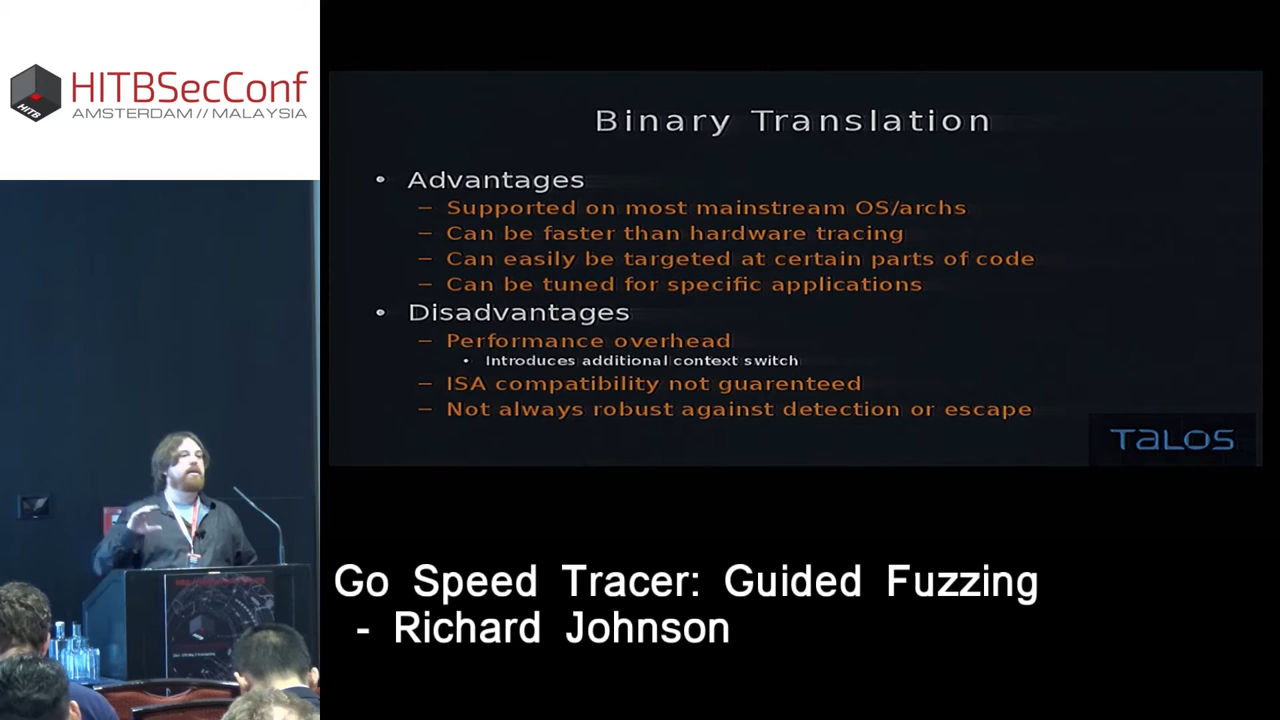 HITBSecConf
AMSTERDAM // MALAYSIA
HITB
Binary Translation
• Advantages
– Supported on most mainstream OS/archs
– Can be faster than hardware tracing
– Can easily be targeted at certain parts of code
– Can be tuned for specific applications
• Disadvantages
– Performance overhead
• Introduces additional context switch
– ISA compatibility not guarenteed
– Not always robust against detection or escape
TALOS
Go Speed Tracer: Guided Fuzzing
- Richard Johnson